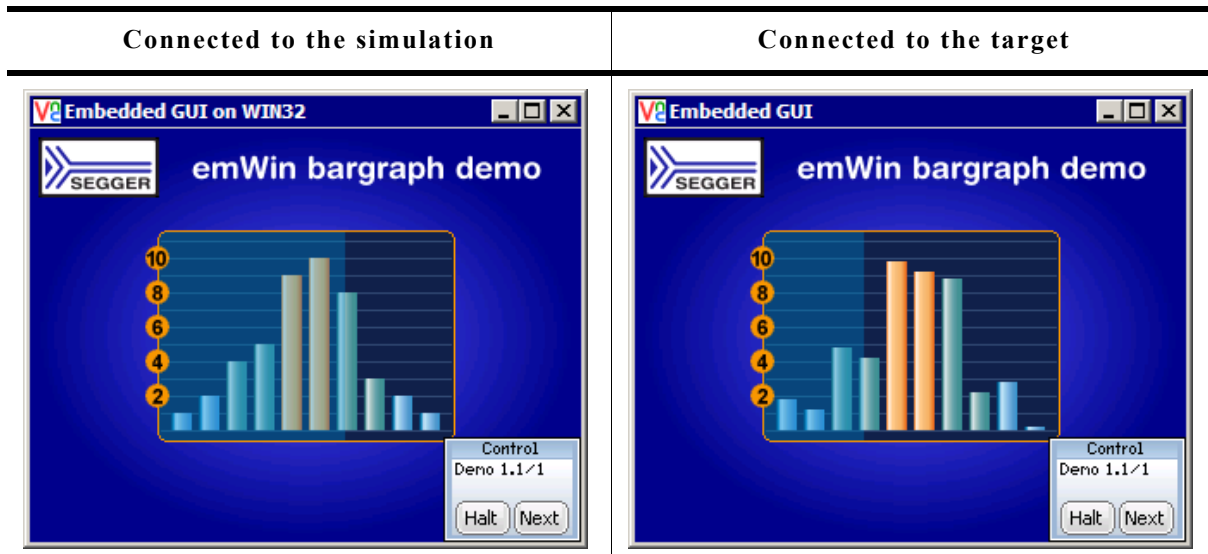 Connected to the simulation
Connected to the target
V2 Embedded GUI on WIN32
SEGGER
emWin bargraph demo
10
8
6
4
2
Control
Demo 1.1/1
Halt Next
V2 Embedded GUI
SEGGER
emWin bargraph demo
10
8
6
4
2
Control
Demo 1.1/1
Halt Next